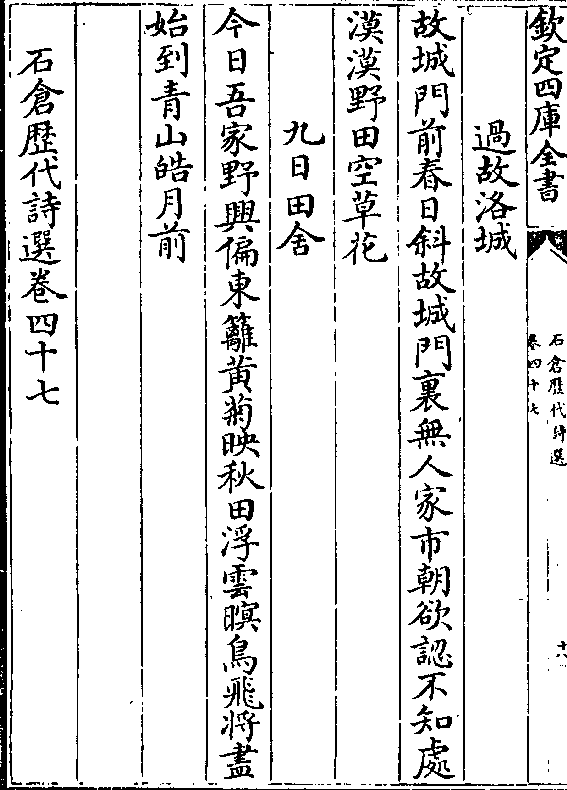 欽定四庫全書
石倉歷代詩選
卷四十七
過故洛城
故城門前春日斜故城門裏無人家市朝欲認不知處
漠漠野田空草花
九日田舍
今日吾家野興偏東籬黄菊映秋田浮雲暝鳥飛將盡
始到青山皓月前
石倉歷代詩選卷四十七